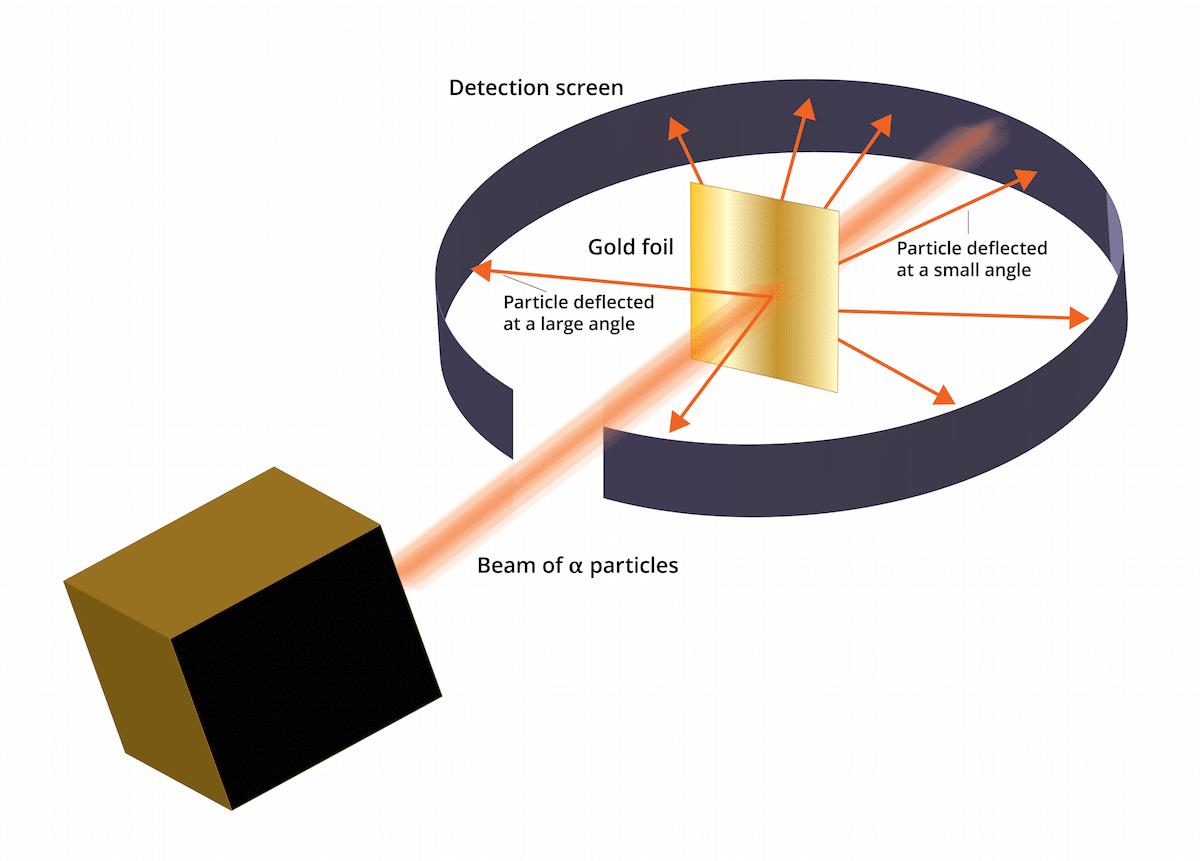 Detection screen
Gold foil
Particle deflected
at a small angle
Particle deflected
at a large angle
Beam of α particles